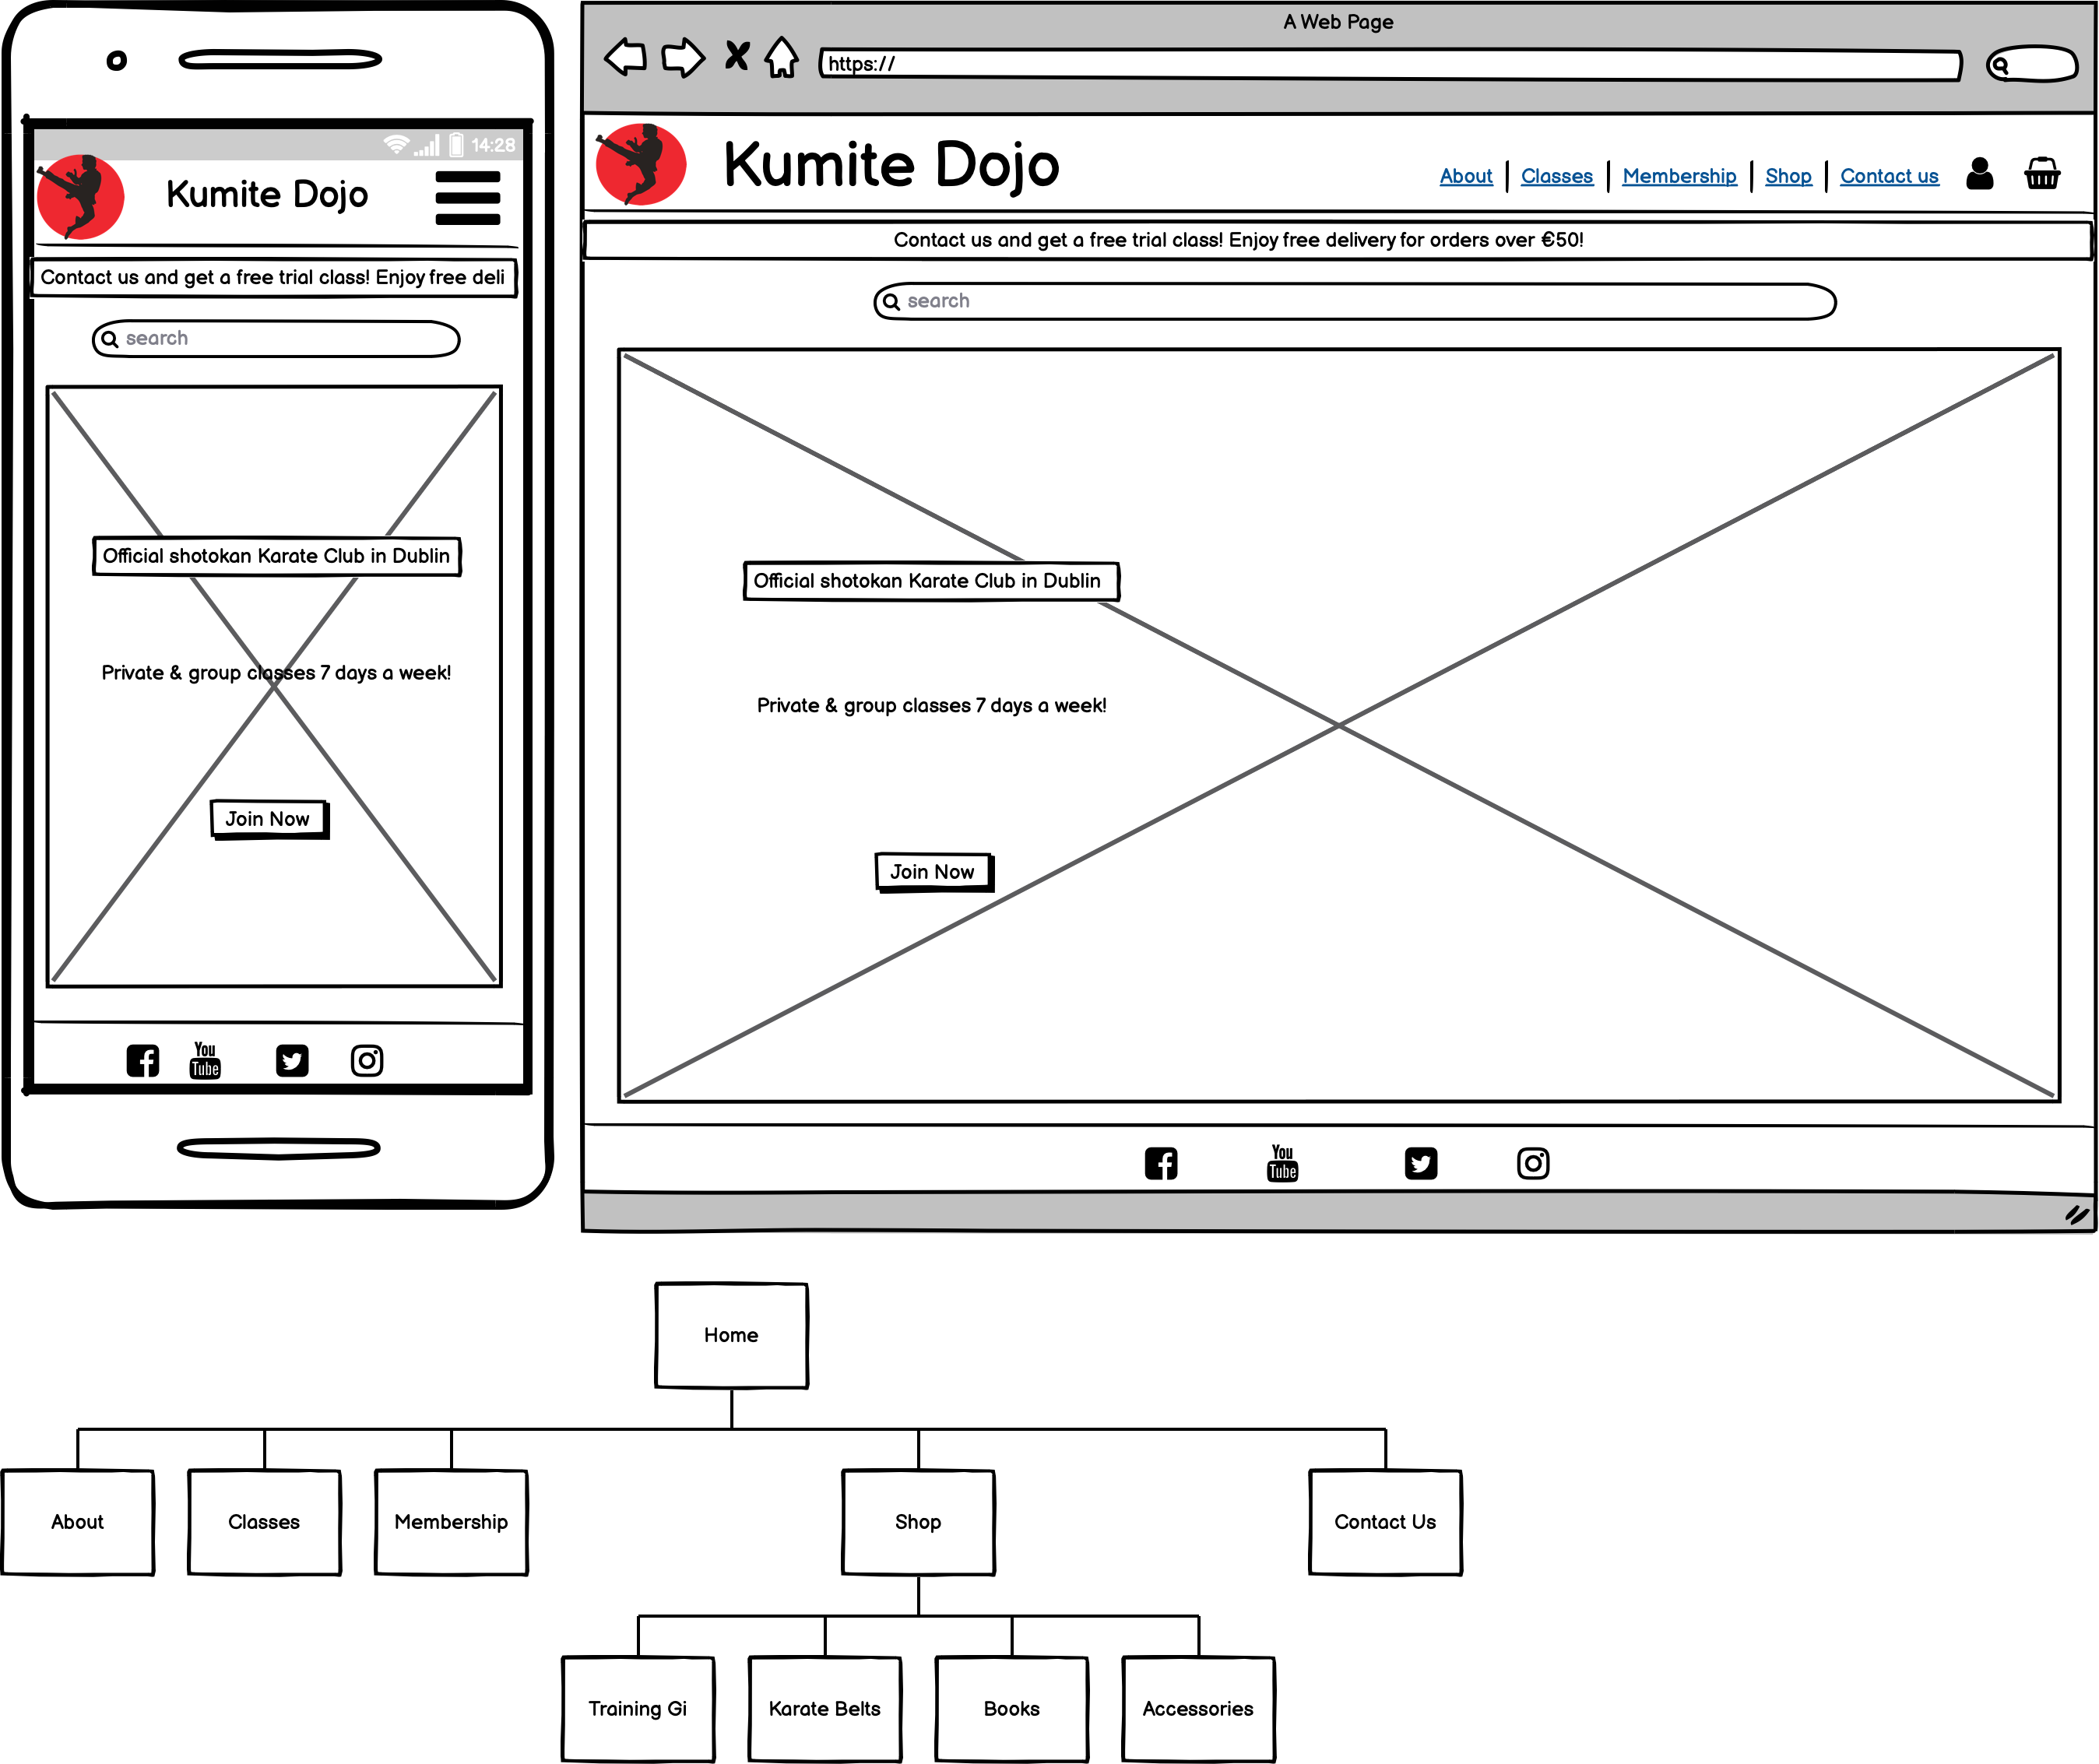 14:28
Kumite Dojo
Contact us and get a free trial class! Enjoy free deli
search
Official shotokan Karate Club in Dublin
Private & group classes 7 days a week!
Join Now
You
Tube
A Web Page
https://
Kumite Dojo
About
Classes
Membership
Shop
Contact us
Contact us and get a free trial class! Enjoy free delivery for orders over €50!
search
Official shotokan Karate Club in Dublin
Private & group classes 7 days a week!
Join Now
You
Tube
Home
About
Classes
Membership
Shop
Contact Us
Training Gi
Karate Belts
Books
Accessories